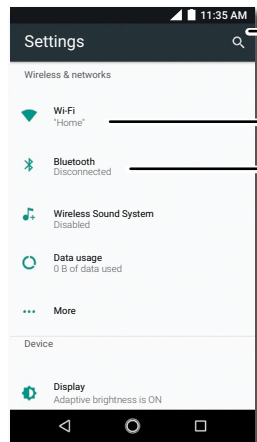 11:35 AM
Settings
Wireless & networks
Wi-Fi
"Home"
Bluetooth
Disconnected
Wireless Sound System
Disabled
Data usage
0 B of data used
More
Device
Display
Adaptive brightness is ON